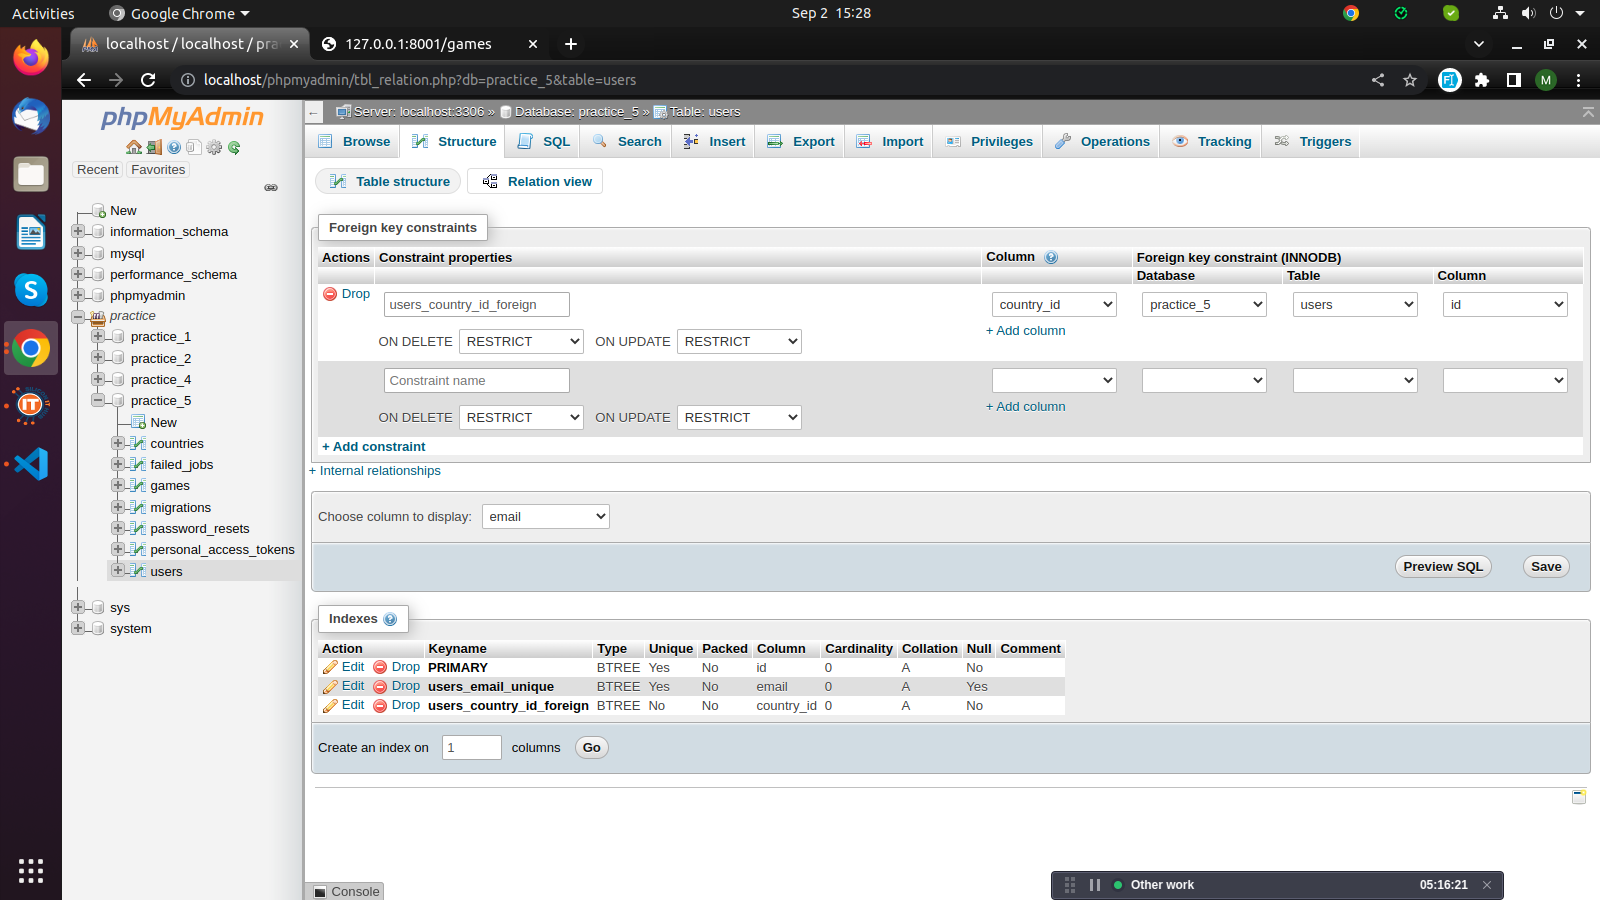 Activities
Google Chrome
Sep 2 15:28
localhost / localhost / pra
127.0.0.1:8001/games
localhost/phpmyadmin/tbl_relation.php?db=practice_5&table=users
M
phpMyAdmin
Recent
Favorites
New
information_schema
mysql
performance_schema
phpmyadmin
practice
practice_1
practice_2
practice_4
practice_5
New
countries
failed_jobs
games
migrations
password_resets
personal_access_tokens
users
sys
system
Server: localhost:3306 » Database: practice_5 » Table: users
Browse Structure SQL Search Insert Export Import Privileges Operations Tracking Triggers
Table structure Relation view
Foreign key constraints
Actions Constraint properties Column Foreign key constraint (INNODB)
Database Table Column
Drop users_country_id_foreign country_id practice_5 users id
+ Add column
ON DELETE RESTRICT ON UPDATE RESTRICT
Constraint name
+ Add column
ON DELETE RESTRICT ON UPDATE RESTRICT
+ Add constraint
+ Internal relationships
Choose column to display: email
Preview SQL Save
Indexes
Action Keyname Type Unique Packed Column Cardinality Collation Null Comment
Edit Drop PRIMARY BTREE Yes No id 0 A No
Edit Drop users_email_unique BTREE Yes No email 0 A Yes
Edit Drop users_country_id_foreign BTREE No No country_id 0 A No
Create an index on 1 columns Go
Console
Other work 05:16:21